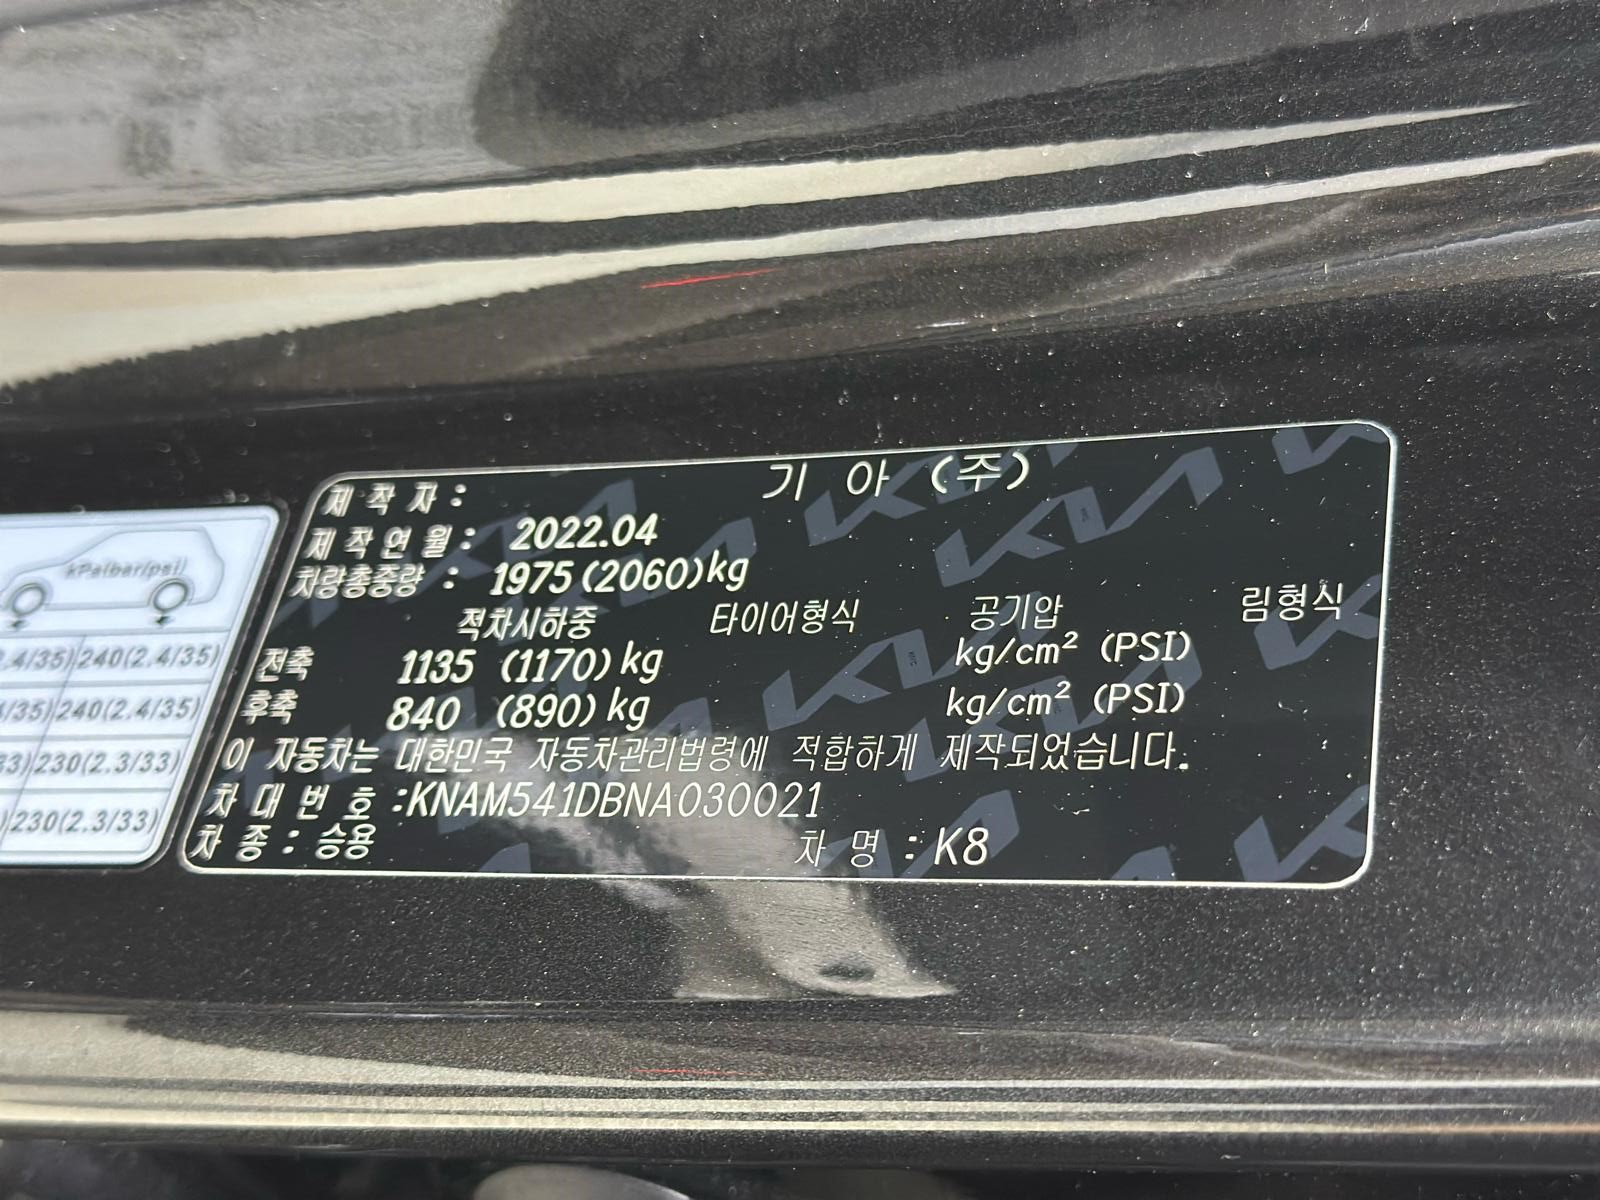 제작자: 기아(주)
제작연월: 2022.04
차량총중량: 1975(2060)kg
적차시하중 타이어형식 공기압 림형식
전축 1135 (1170)kg kg/cm² (PSI)
후축 840 (890)kg kg/cm² (PSI)
이 자동차는 대한민국 자동차관리법령에 적합하게 제작되었습니다.
차대번호:KNAM541DBNA030021
차종: 승용 차명: K8
kPa(bar/psi)
2.4/35) 240(2.4/35)
/35) 240(2.4/35)
33) 230(2.3/33)
) 230(2.3/33)